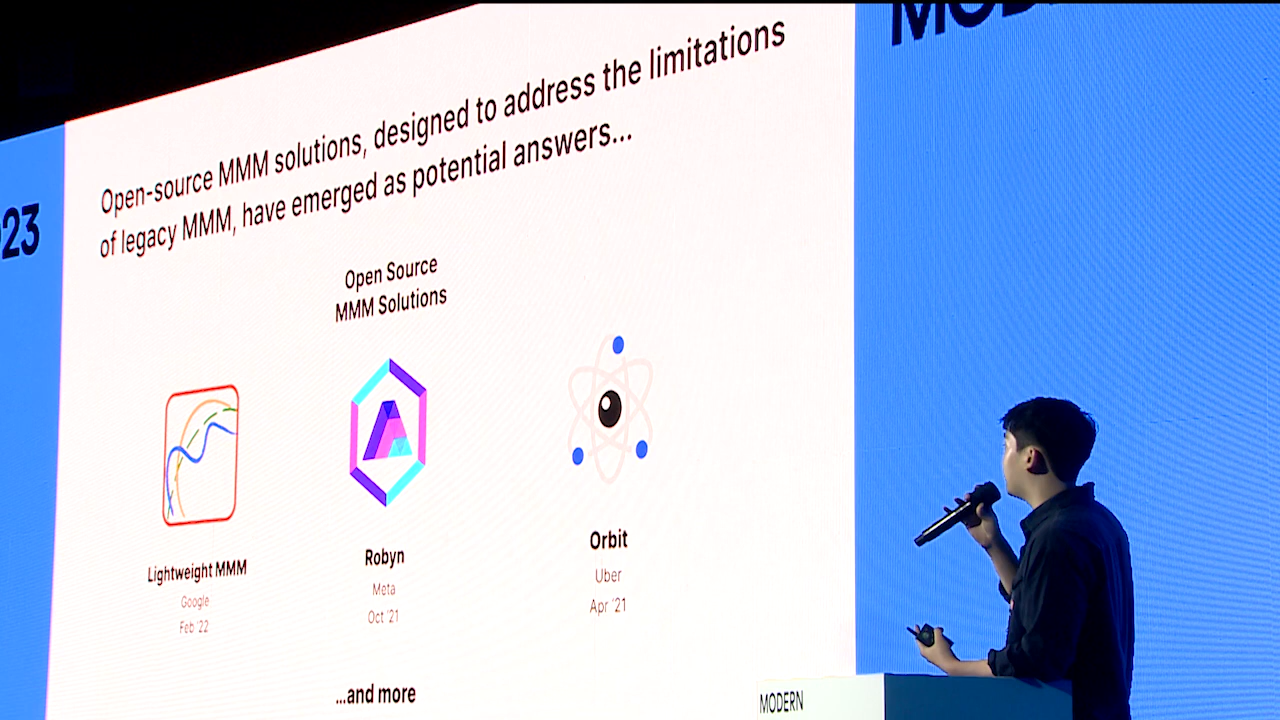 Open-source MMM solutions, designed to address the limitations
of legacy MMM, have emerged as potential answers...
Open Source
MMM Solutions
Lightweight MMM
Google
Feb '22
Robyn
Meta
Oct '21
Orbit
Uber
Apr '21
...and more
23
MODERN